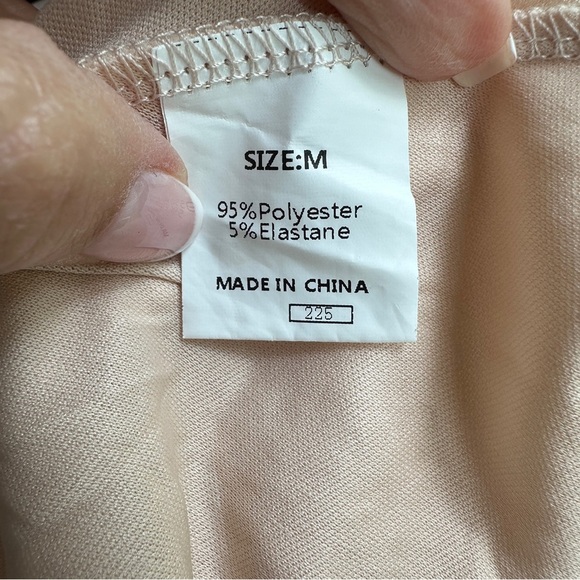 SIZE:M
95%Polyester
5%Elastane
MADE IN CHINA
225